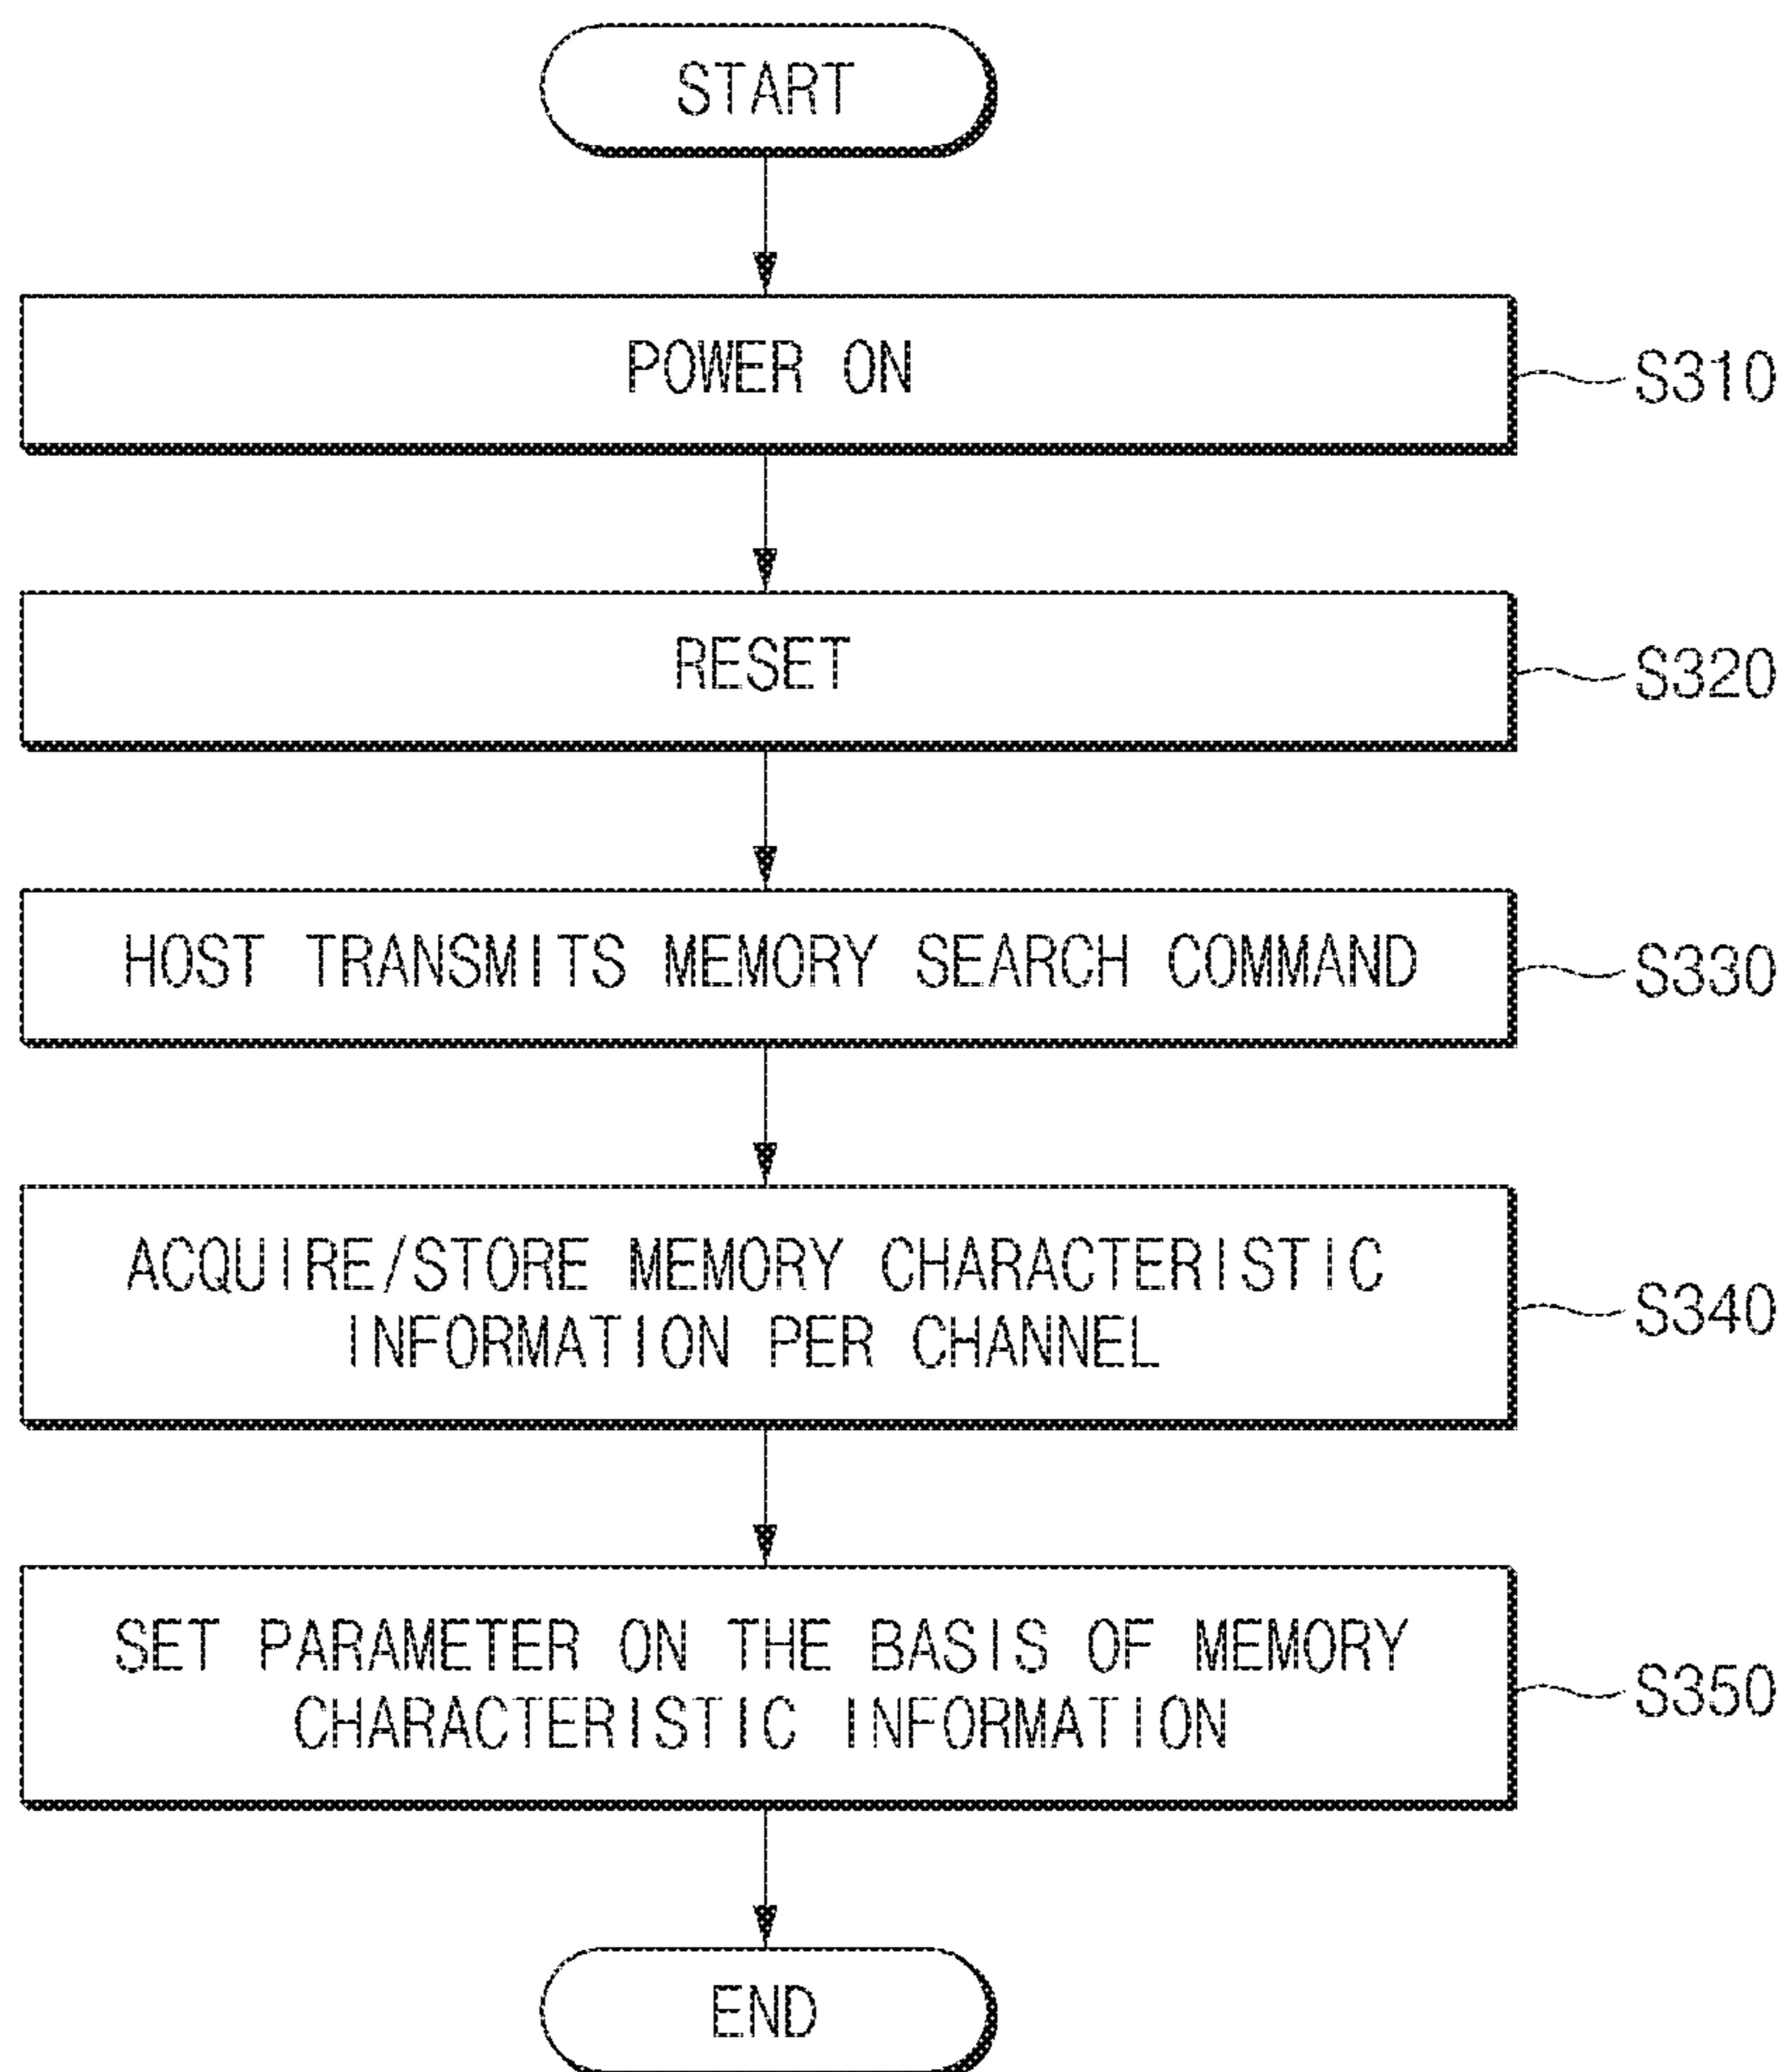 START
POWER ON
S310
RESET
S320
HOST TRANSMITS MEMORY SEARCH COMMAND
S330
ACQUIRE/STORE MEMORY CHARACTERISTIC
INFORMATION PER CHANNEL
S340
SET PARAMETER ON THE BASIS OF MEMORY
CHARACTERISTIC INFORMATION
S350
END